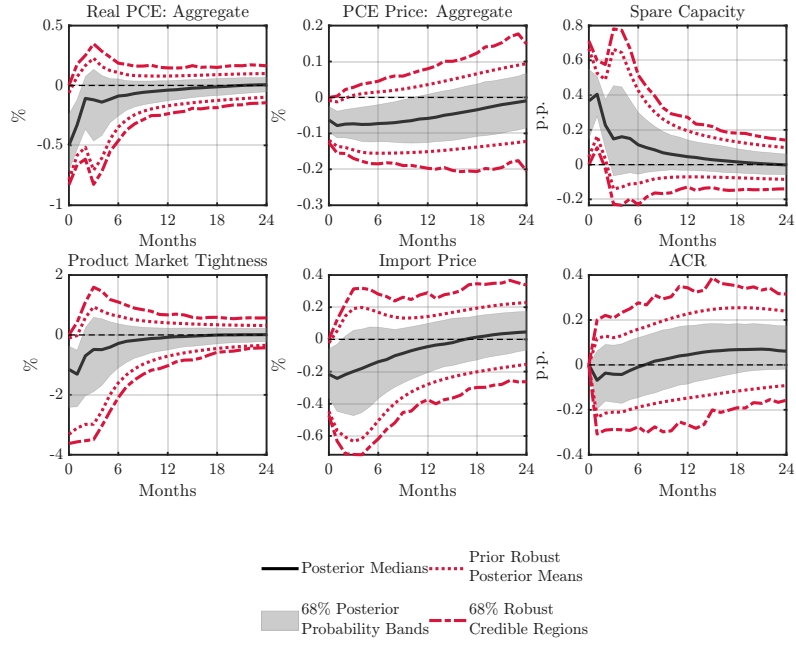 Real PCE: Aggregate
0.5
0
-0.5
-1
%
0 6 12 18 24
Months
PCE Price: Aggregate
0.2
0.1
0
-0.1
-0.2
-0.3
%
0 6 12 18 24
Months
Spare Capacity
0.8
0.6
0.4
0.2
0
-0.2
p.p.
0 6 12 18 24
Months
Product Market Tightness
2
0
-2
-4
%
0 6 12 18 24
Months
Import Price
0.4
0.2
0
-0.2
-0.4
-0.6
%
0 6 12 18 24
Months
ACR
0.4
0.2
0
-0.2
-0.4
p.p.
0 6 12 18 24
Months
Posterior Medians
Prior Robust
Posterior Means
68% Posterior
Probability Bands
68% Robust
Credible Regions